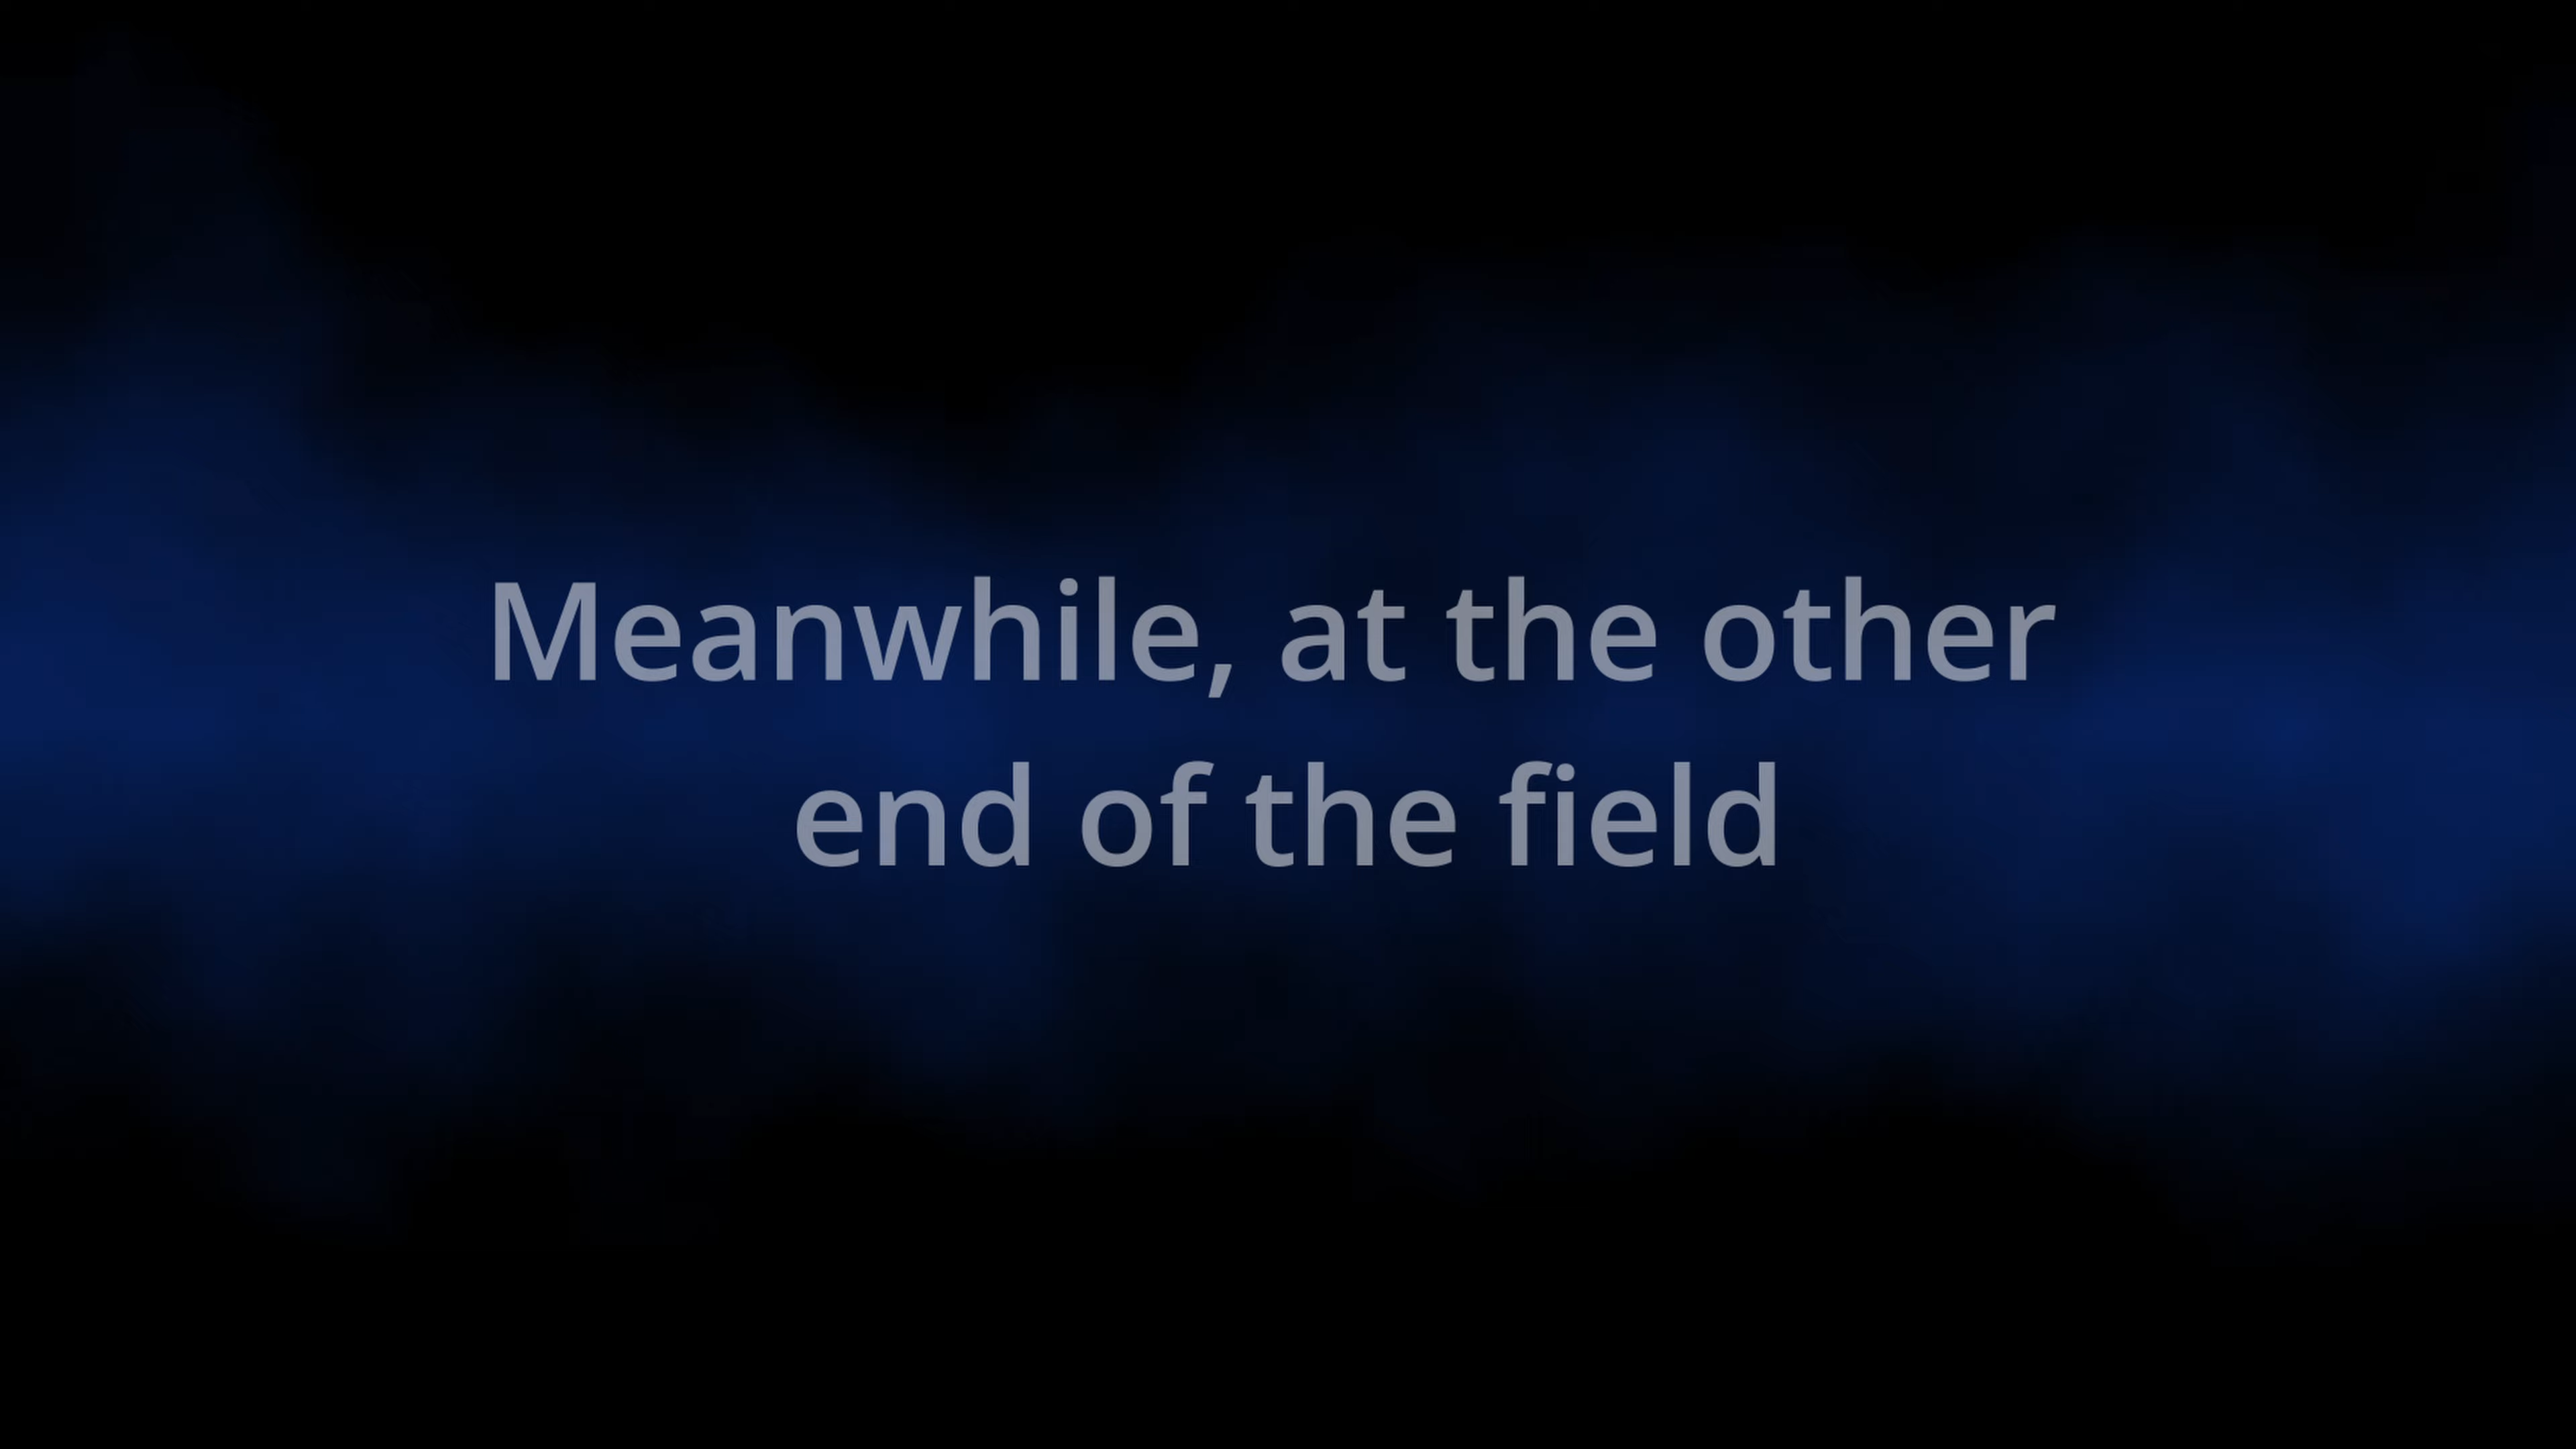 Meanwhile, at the other
end of the field